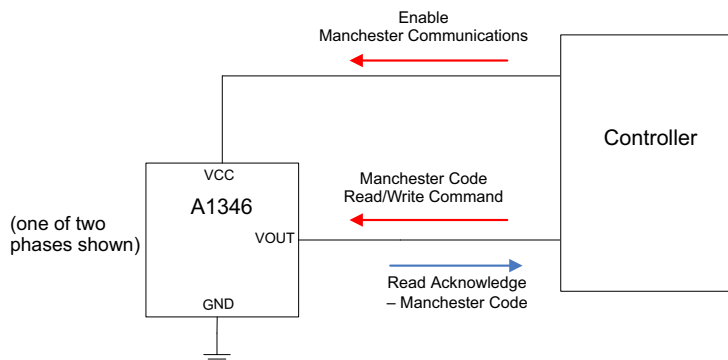 Enable
Manchester Communications
Controller
VCC
A1346
(one of two
phases shown)
Manchester Code
Read/Write Command
VOUT
Read Acknowledge
– Manchester Code
GND